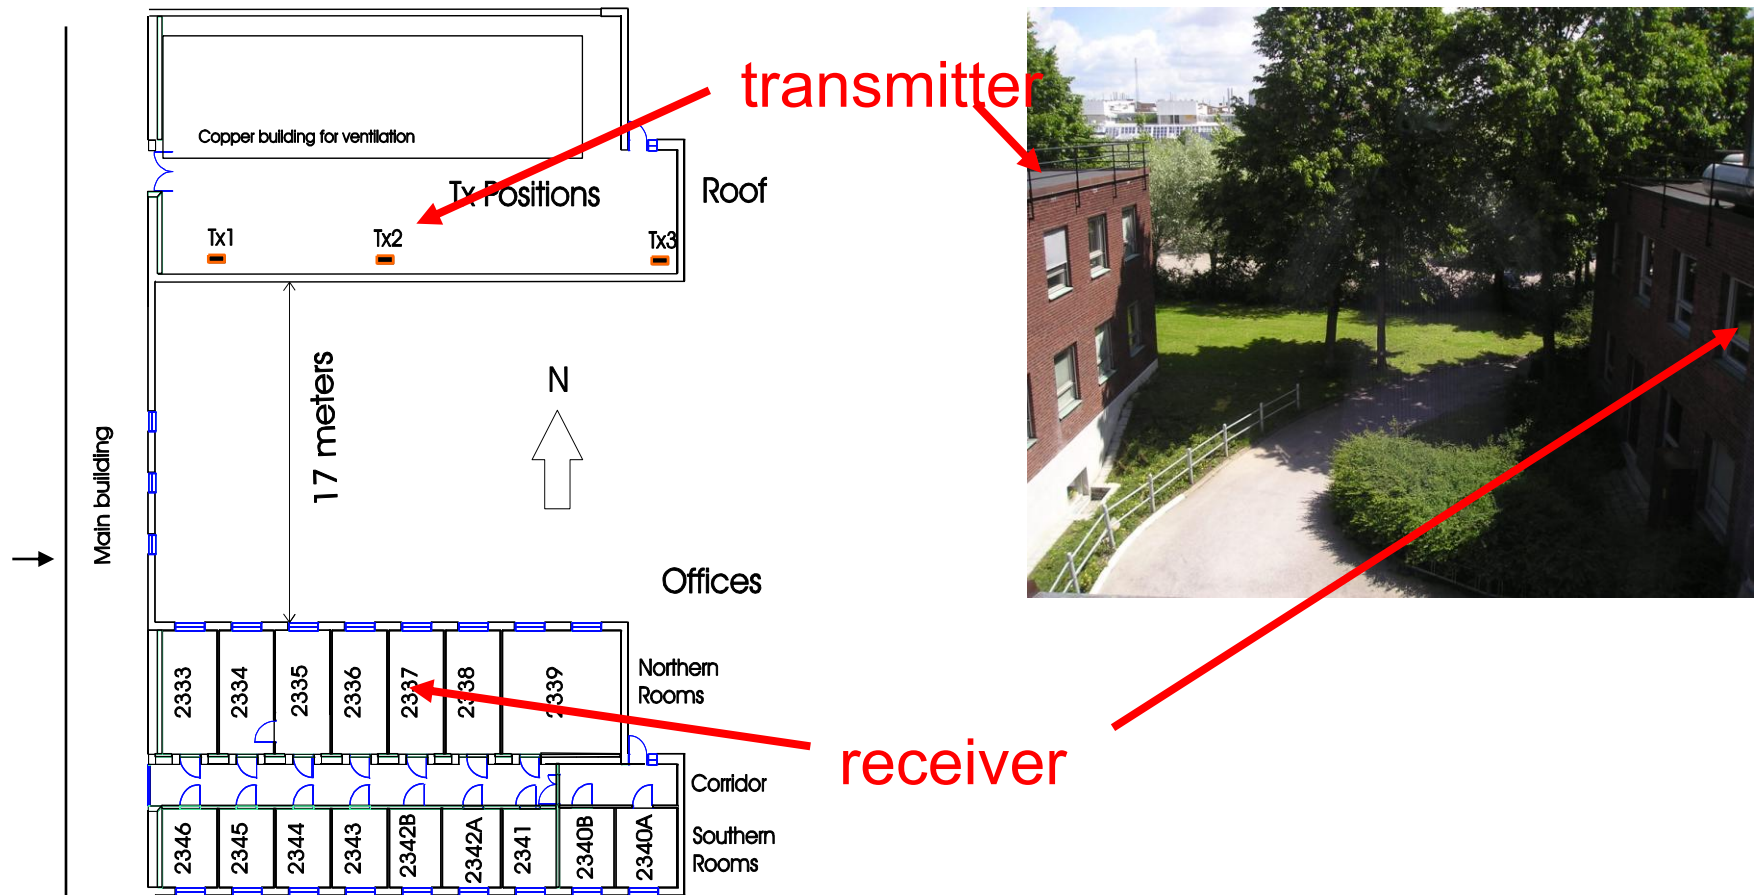 transmitter
Copper building for ventilation
Tx Positions
Roof
Tx1
Tx2
Tx3
17 meters
N
Main building
Offices
2333
2334
2335
2336
2337
2338
2339
Northern
Rooms
receiver
Corridor
2346
2345
2344
2343
2342B
2342A
2341
2340B
2340A
Southern
Rooms